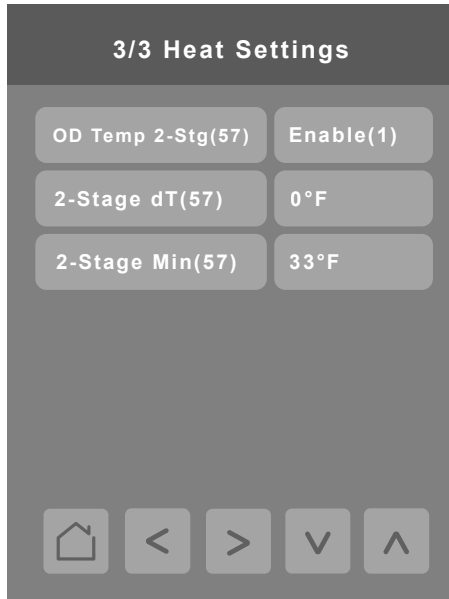 3/3 Heat Settings
OD Temp 2-Stg(57) Enable(1)
2-Stage dT(57) 0°F
2-Stage Min(57) 33°F
< > V Λ